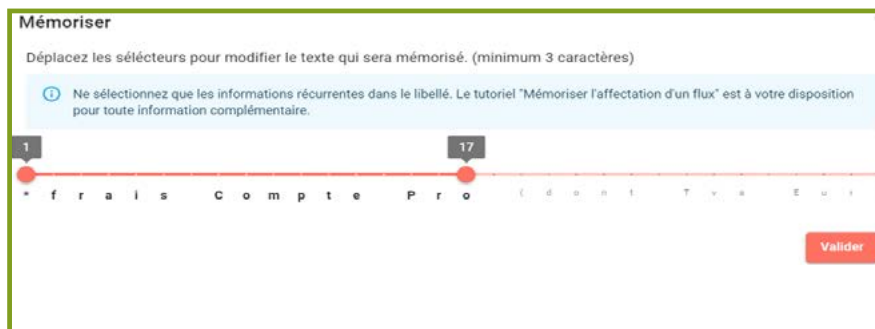 Mémoriser
Déplacez les sélécteurs pour modifier le texte qui sera mémorisé. (minimum 3 caractères)
Ne sélectionnez que les informations récurrentes dans le libellé. Le tutoriel "Mémoriser l'affectation d'un flux" est à votre disposition
pour toute information complémentaire.
1 17
* f r a i s C o m p t e P r o ( d o n t T v a E u r
Valider